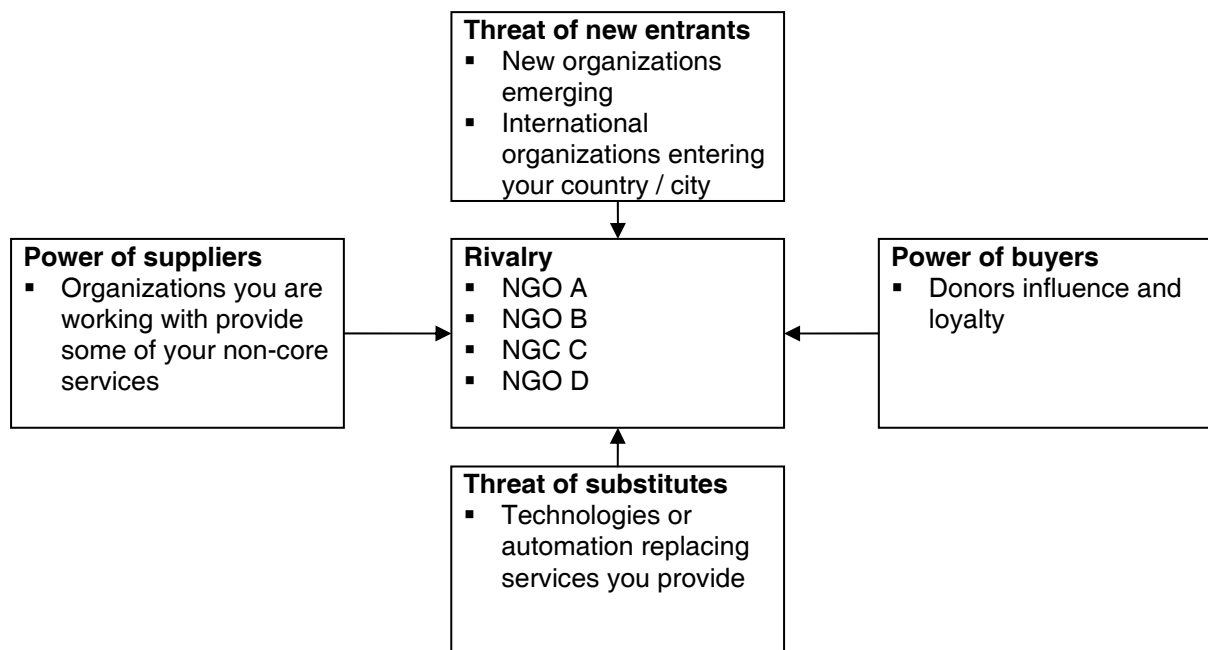 Threat of new entrants
▪ New organizations
emerging
▪ International
organizations entering
your country / city
Power of suppliers
▪ Organizations you are
working with provide
some of your non-core
services
Rivalry
▪ NGO A
▪ NGO B
▪ NGC C
▪ NGO D
Power of buyers
▪ Donors influence and
loyalty
Threat of substitutes
▪ Technologies or
automation replacing
services you provide